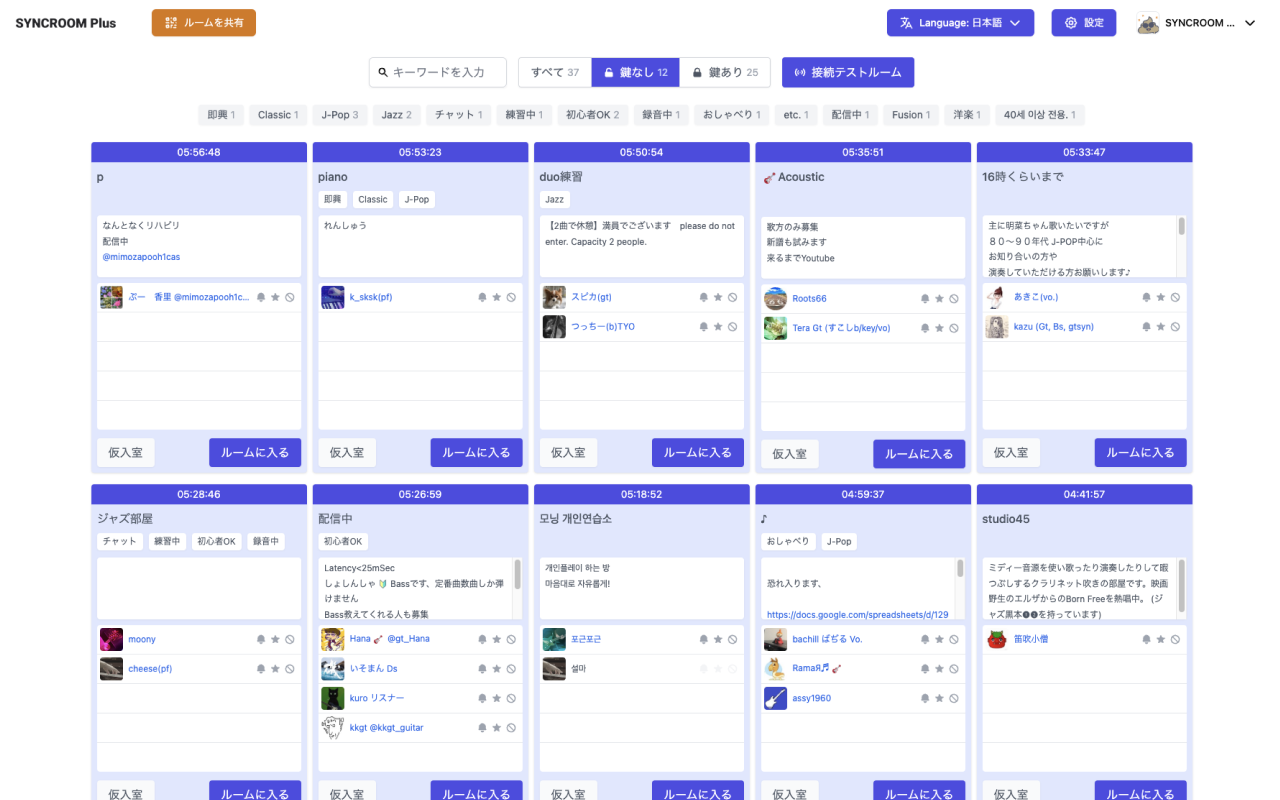 SYNCROOM Plus
ルームを共有
Language: 日本語
設定
SYNCROOM ...
キーワードを入力
すべて 37
鍵なし 12
鍵あり 25
接続テストルーム
即興 1
Classic 1
J-Pop 3
Jazz 2
チャット 1
練習中 1
初心者OK 2
録音中 1
おしゃべり 1
etc. 1
配信中 1
Fusion 1
洋楽 1
40세 이상 전용. 1
05:56:48
p
なんとなくリハビリ
配信中
@mimozapooh1cas
ぷー　香里 @mimozapooh1c...
仮入室
ルームに入る
05:53:23
piano
即興
Classic
J-Pop
れんしゅう
k_sksk(pf)
仮入室
ルームに入る
05:50:54
duo練習
Jazz
【2曲で休憩】満員でございます　please do not
enter. Capacity 2 people.
スピカ(gt)
つっちー(b)TYO
仮入室
ルームに入る
05:35:51
🎸Acoustic
歌方のみ募集
新譜も試みます
来るまでYoutube
Roots66
Tera Gt (すこしb/key/vo)
仮入室
ルームに入る
05:33:47
16時くらいまで
主に明菜ちゃん歌いたいですが
８０〜９０年代 J-POP中心に
お知り合いの方や
演奏していただける方お願いします♪
あきこ(vo.)
kazu (Gt, Bs, gtsyn)
仮入室
ルームに入る
05:28:46
ジャズ部屋
チャット
練習中
初心者OK
録音中
moony
cheese(pf)
仮入室
ルームに入る
05:26:59
配信中
初心者OK
Latency<25mSec
しょしんしゃ🔰Bassです、定番曲数曲しか弾
けません
Bass教えてくれる人も募集
Hana 🎸 @gt_Hana
いそまん Ds
kuro リスナー
kkgt @kkgt_guitar
仮入室
ルームに入る
05:18:52
모닝 개인연습소
개인플레이 하는 방
마음대로 자유롭게!
포근포근
설마
仮入室
ルームに入る
04:59:37
♪
おしゃべり
J-Pop
恐れ入ります、
https://docs.google.com/spreadsheets/d/129
bachill ばぢる Vo.
RamaЯ🎵🎸
assy1960
仮入室
ルームに入る
04:41:57
studio45
ミディー音源を使い歌ったり演奏したりして暇
つぶしするクラリネット吹きの部屋です。映画
野生のエルザからのBorn Freeを熱唱中。 (ジ
ャズ黒本❶❷を持っています)
笛吹小僧
仮入室
ルームに入る